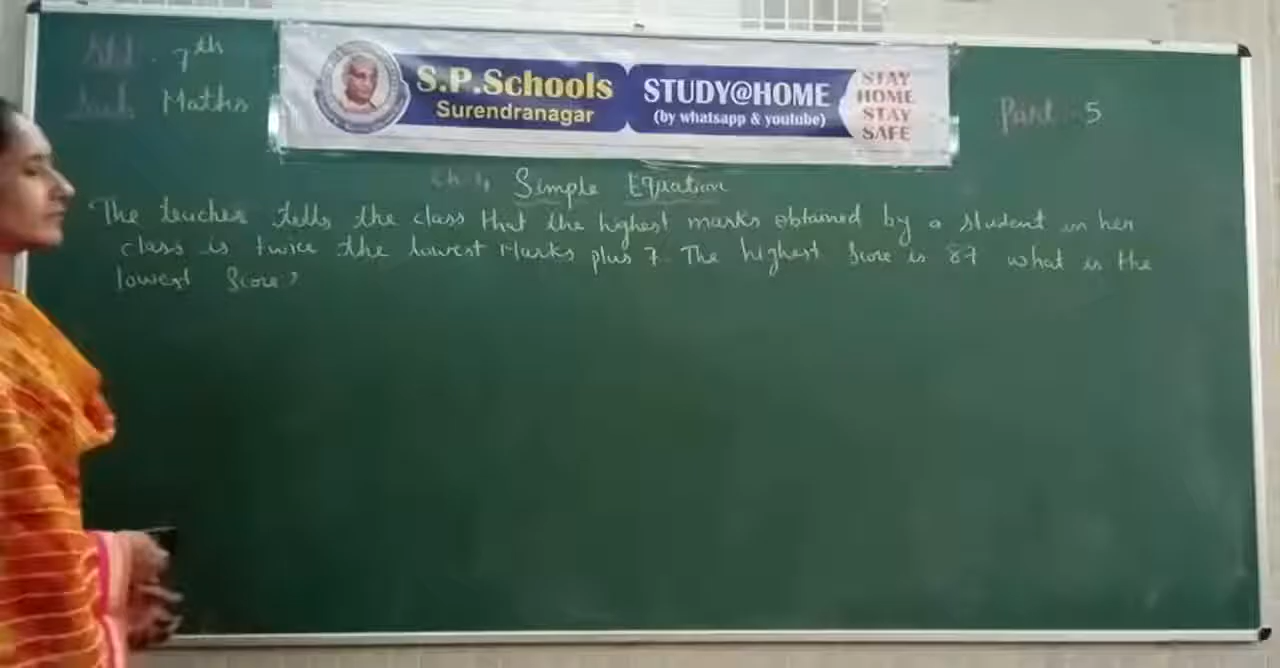 Std. 7th
Sub. Maths
S.P.Schools
Surendranagar
STUDY@HOME
(by whatsapp & youtube)
STAY
HOME
STAY
SAFE
Part - 5
Ch. 4, Simple Equation
The teacher tells the class that the highest marks obtained by a student in her
class is twice the lowest Marks plus 7. The highest Score is 87 what is the
lowest Score?